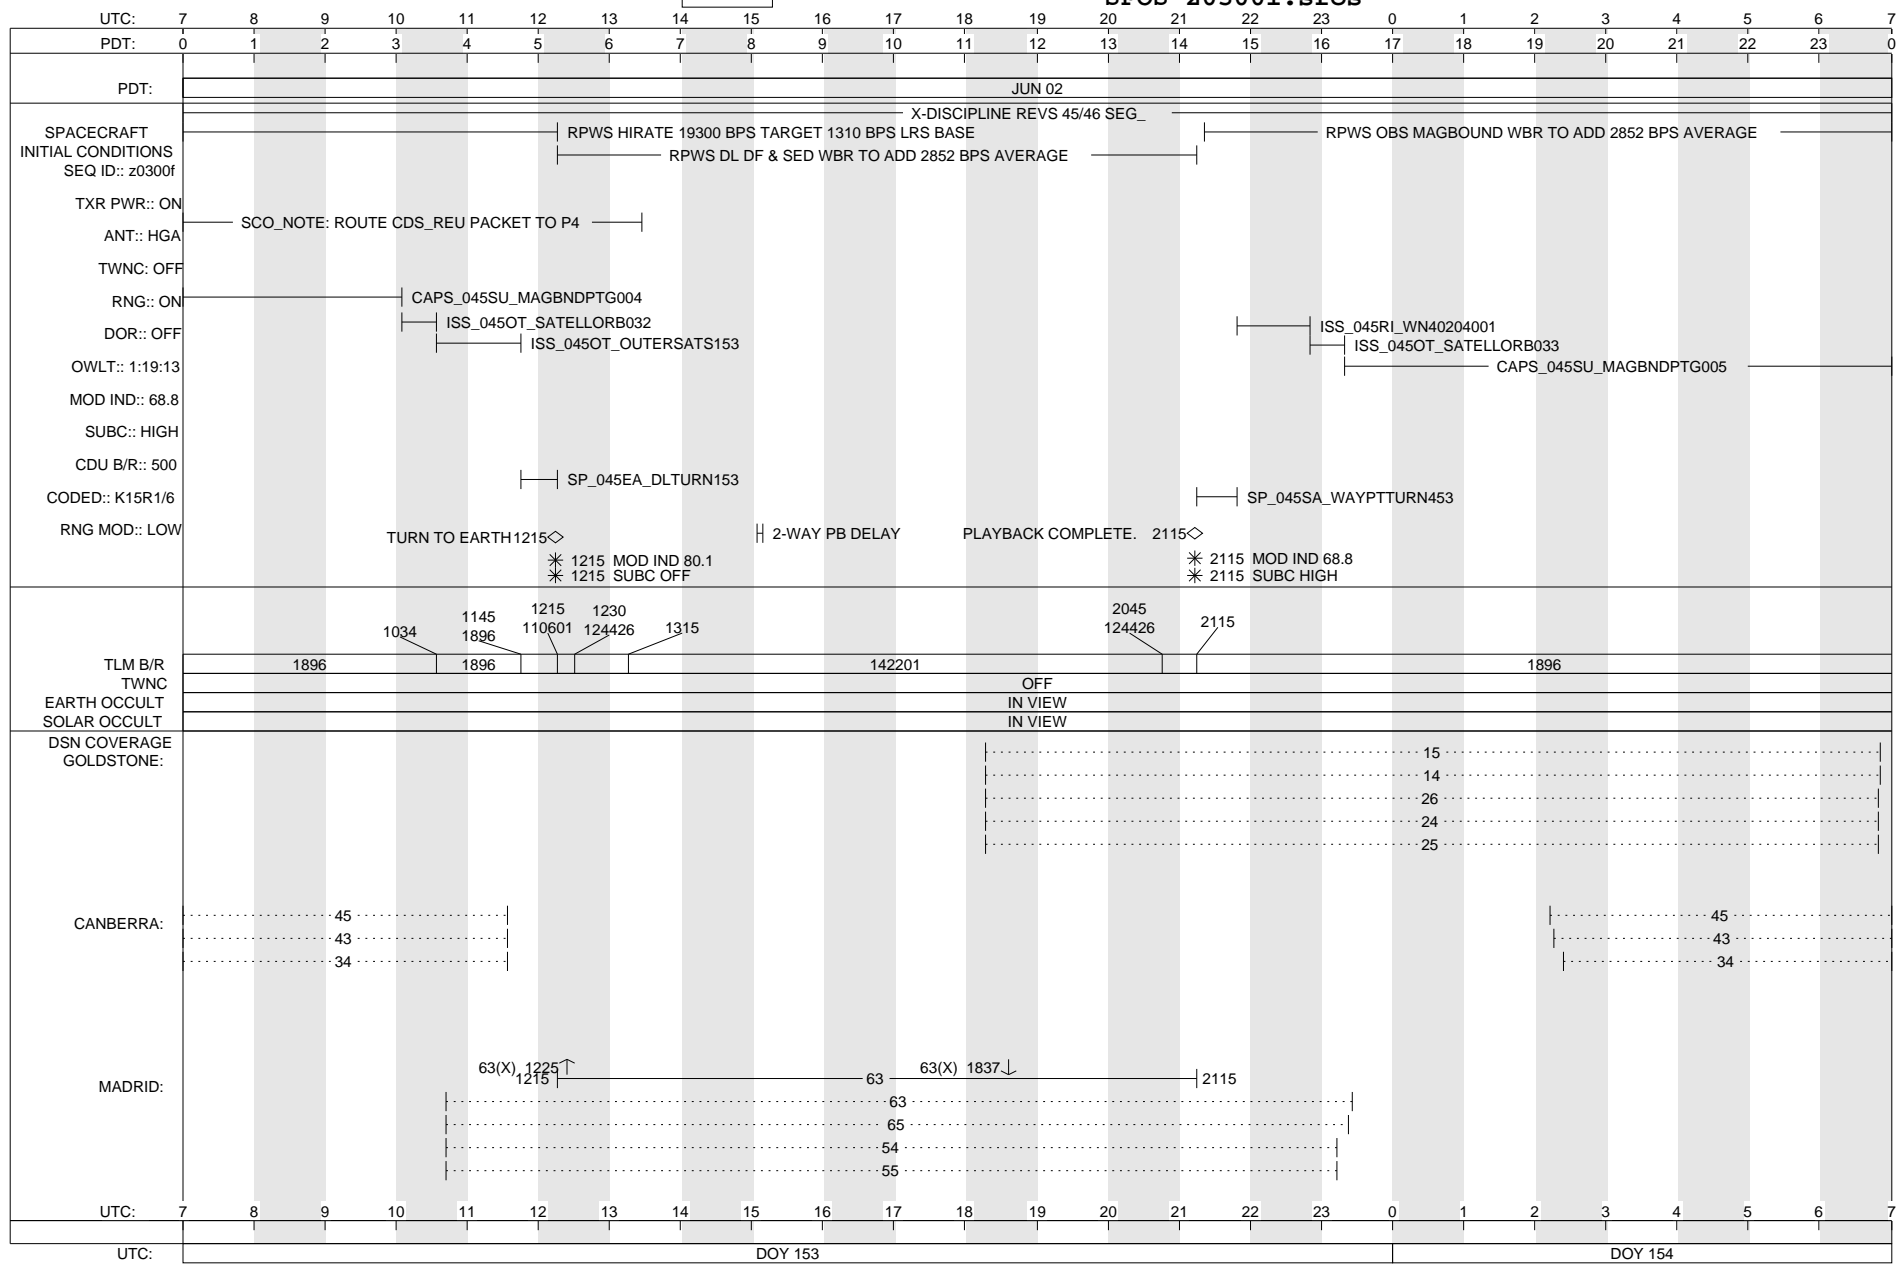 UTC: 7 8 9 10 11 12 13 14 15 16 17 18 19 20 21 22 23 0 1 2 3 4 5 6 7
PDT: 0 1 2 3 4 5 6 7 8 9 10 11 12 13 14 15 16 17 18 19 20 21 22 23 0
PDT: JUN 02
X-DISCIPLINE REVS 45/46 SEG_
SPACECRAFT
INITIAL CONDITIONS
SEQ ID:: z0300f
RPWS HIRATE 19300 BPS TARGET 1310 BPS LRS BASE
RPWS OBS MAGBOUND WBR TO ADD 2852 BPS AVERAGE
RPWS DL DF & SED WBR TO ADD 2852 BPS AVERAGE
TXR PWR:: ON
SCO_NOTE: ROUTE CDS_REU PACKET TO P4
ANT:: HGA
TWNC: OFF
RNG:: ON
CAPS_045SU_MAGBNDPTG004
ISS_045OT_SATELLORB032
ISS_045RI_WN40204001
DOR:: OFF
ISS_045OT_OUTERSATS153
ISS_045OT_SATELLORB033
OWLT:: 1:19:13
CAPS_045SU_MAGBNDPTG005
MOD IND:: 68.8
SUBC:: HIGH
CDU B/R:: 500
SP_045EA_DLTURN153
CODED:: K15R1/6
SP_045SA_WAYPTTURN453
RNG MOD:: LOW
TURN TO EARTH 1215
2-WAY PB DELAY
PLAYBACK COMPLETE. 2115
1215 MOD IND 80.1
2115 MOD IND 68.8
1215 SUBC OFF
2115 SUBC HIGH
1034
1145
1896
1215
110601
1230
124426
1315
2045
124426
2115
TLM B/R 1896 1896 142201 1896
TWNC OFF
EARTH OCCULT IN VIEW
SOLAR OCCULT IN VIEW
DSN COVERAGE
GOLDSTONE:
15
14
26
24
25
CANBERRA:
45 45
43 43
34 34
MADRID:
63(X) 1225 63(X) 1837
1215 63 2115
63
65
54
55
UTC: 7 8 9 10 11 12 13 14 15 16 17 18 19 20 21 22 23 0 1 2 3 4 5 6 7
UTC: DOY 153 DOY 154